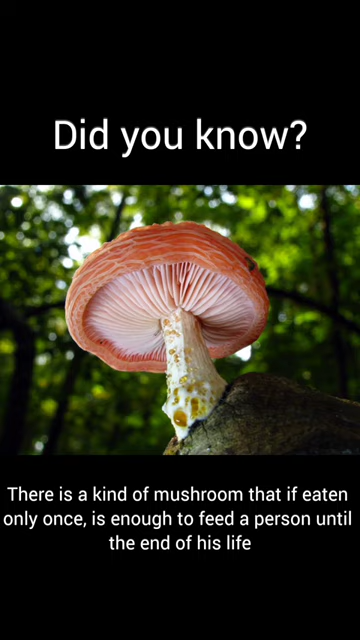 Did you know?
There is a kind of mushroom that if eaten
only once, is enough to feed a person until
the end of his life